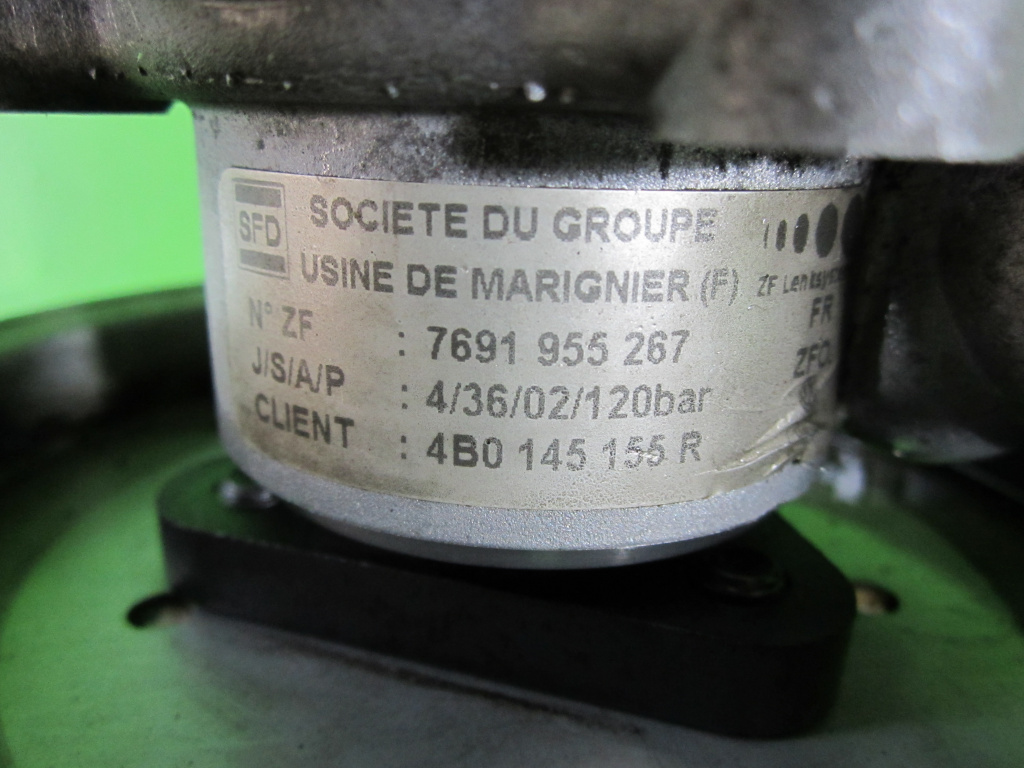 SFD
SOCIETE DU GROUPE
USINE DE MARIGNIER (F)
ZF
FR
N° ZF : 7691 955 267
J/S/A/P : 4/36/02/120bar
CLIENT : 4B0 145 155 R